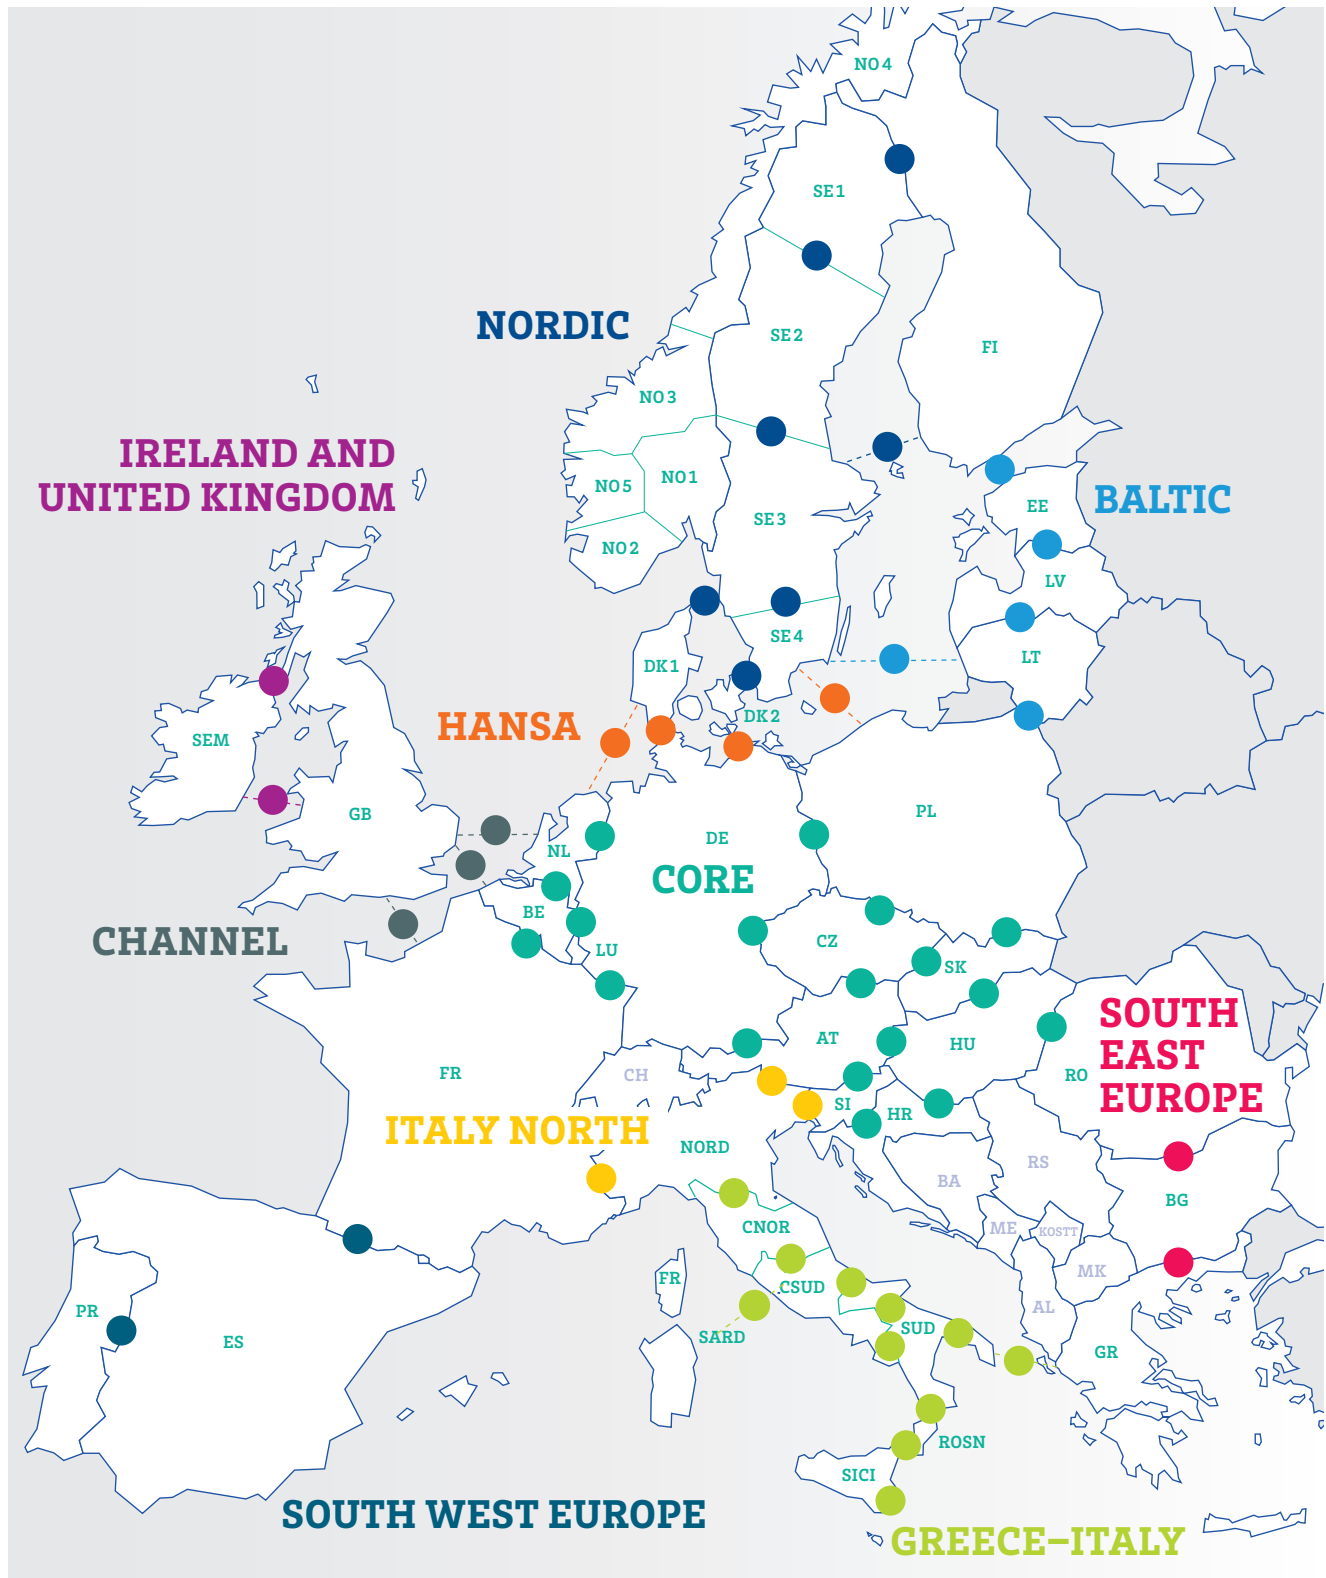 NO4
SE1
NORDIC
SE2
FI
NO3
IRELAND AND
UNITED KINGDOM
NO5
NO1
BALTIC
EE
SE3
NO2
LV
SE4
LT
DK1
HANSA
DK2
SEM
GB
PL
DE
NL
CORE
BE
CHANNEL
CZ
LU
SK
SOUTH
EAST
EUROPE
AT
HU
FR
CH
RO
SI
HR
ITALY NORTH
NORD
RS
BA
BG
CNOR
ME
KOSTT
MK
FR
CSUD
AL
PR
SUD
SARD
ES
GR
ROSN
SICI
SOUTH WEST EUROPE
GREECE–ITALY